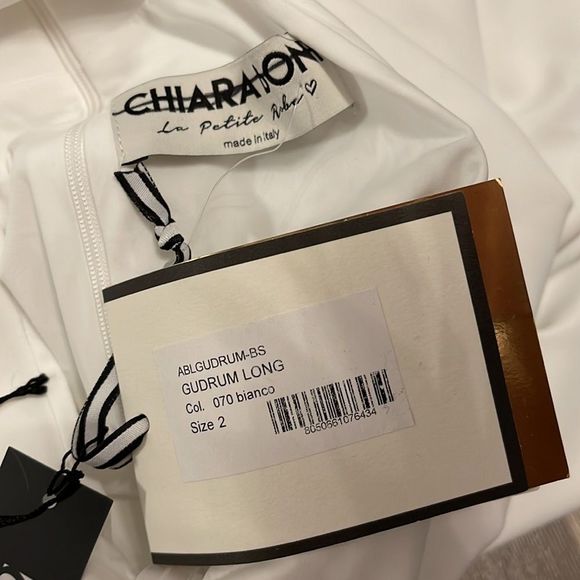 CHIARA BONI
La Petite Robe ♡
made in Italy
ABLGUDRUM-BS
GUDRUM LONG
Col. 070 bianco
Size 2
8050661076434